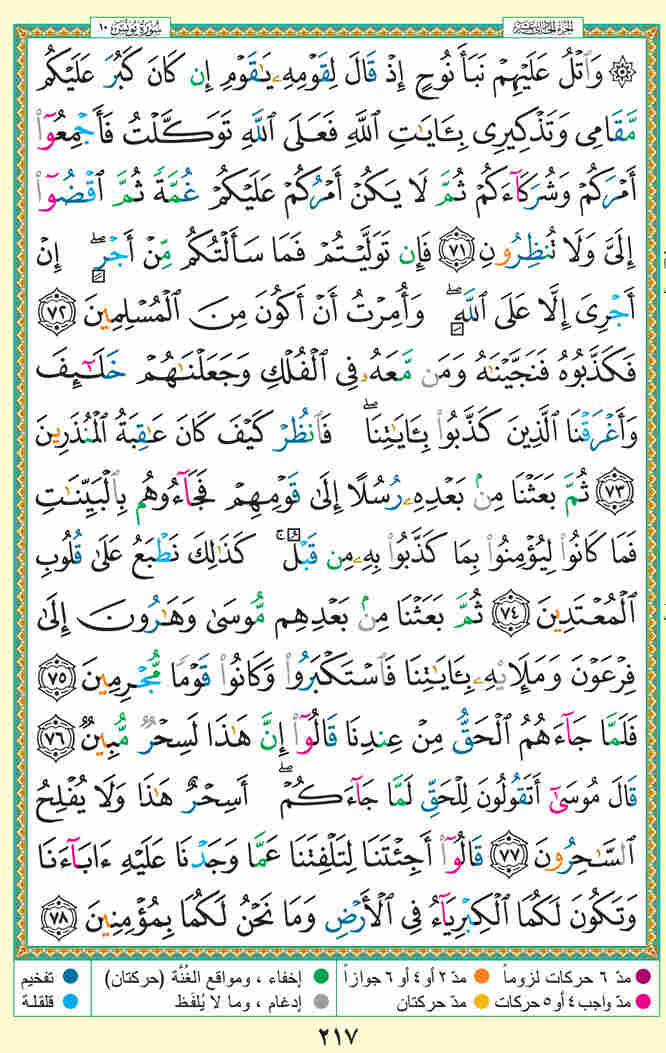 سُورَةُ يُونُسَ ١٠
الجزء الحادي عشر
۞ وَٱتْلُ عَلَيْهِمْ نَبَأَ نُوحٍ إِذْ قَالَ لِقَوْمِهِۦ يَٰقَوْمِ إِن كَانَ كَبُرَ عَلَيْكُم
مَّقَامِى وَتَذْكِيرِى بِـَٔايَٰتِ ٱللَّهِ فَعَلَى ٱللَّهِ تَوَكَّلْتُ فَأَجْمِعُوٓا۟
أَمْرَكُمْ وَشُرَكَآءَكُمْ ثُمَّ لَا يَكُنْ أَمْرُكُمْ عَلَيْكُمْ غُمَّةً ثُمَّ ٱقْضُوٓا۟
إِلَىَّ وَلَا تُنظِرُونِ ٧١ فَإِن تَوَلَّيْتُمْ فَمَا سَأَلْتُكُم مِّنْ أَجْرٍ ۖ إِنْ
أَجْرِىَ إِلَّا عَلَى ٱللَّهِ ۖ وَأُمِرْتُ أَنْ أَكُونَ مِنَ ٱلْمُسْلِمِينَ ٧٢
فَكَذَّبُوهُ فَنَجَّيْنَٰهُ وَمَن مَّعَهُۥ فِى ٱلْفُلْكِ وَجَعَلْنَٰهُمْ خَلَٰٓئِفَ
وَأَغْرَقْنَا ٱلَّذِينَ كَذَّبُوا۟ بِـَٔايَٰتِنَا ۖ فَٱنظُرْ كَيْفَ كَانَ عَٰقِبَةُ ٱلْمُنذَرِينَ
٧٣ ثُمَّ بَعَثْنَا مِنۢ بَعْدِهِۦ رُسُلًا إِلَىٰ قَوْمِهِمْ فَجَآءُوهُم بِٱلْبَيِّنَٰتِ
فَمَا كَانُوا۟ لِيُؤْمِنُوا۟ بِمَا كَذَّبُوا۟ بِهِۦ مِن قَبْلُ ۚ كَذَٰلِكَ نَطْبَعُ عَلَىٰ قُلُوبِ
ٱلْمُعْتَدِينَ ٧٤ ثُمَّ بَعَثْنَا مِنۢ بَعْدِهِم مُّوسَىٰ وَهَٰرُونَ إِلَىٰ
فِرْعَوْنَ وَمَلَإِي۟هِۦ بِـَٔايَٰتِنَا فَٱسْتَكْبَرُوا۟ وَكَانُوا۟ قَوْمًا مُّجْرِمِينَ ٧٥
فَلَمَّا جَآءَهُمُ ٱلْحَقُّ مِنْ عِندِنَا قَالُوٓا۟ إِنَّ هَٰذَا لَسِحْرٌ مُّبِينٌ ٧٦
قَالَ مُوسَىٰٓ أَتَقُولُونَ لِلْحَقِّ لَمَّا جَآءَكُمْ ۖ أَسِحْرٌ هَٰذَا وَلَا يُفْلِحُ
ٱلسَّٰحِرُونَ ٧٧ قَالُوٓا۟ أَجِئْتَنَا لِتَلْفِتَنَا عَمَّا وَجَدْنَا عَلَيْهِ ءَابَآءَنَا
وَتَكُونَ لَكُمَا ٱلْكِبْرِيَآءُ فِى ٱلْأَرْضِ وَمَا نَحْنُ لَكُمَا بِمُؤْمِنِينَ ٧٨
مدّ ٦ حركات لزوماً مدّ ٢ أو ٤ أو ٦ جوازاً إخفاء ، ومواقع الغُنَّة (حركتان) تفخيم
مدّ واجب ٤ أو ٥ حركات مدّ حركتان إدغام ، وما لا يُلفَظ قلقلة
٢١٧